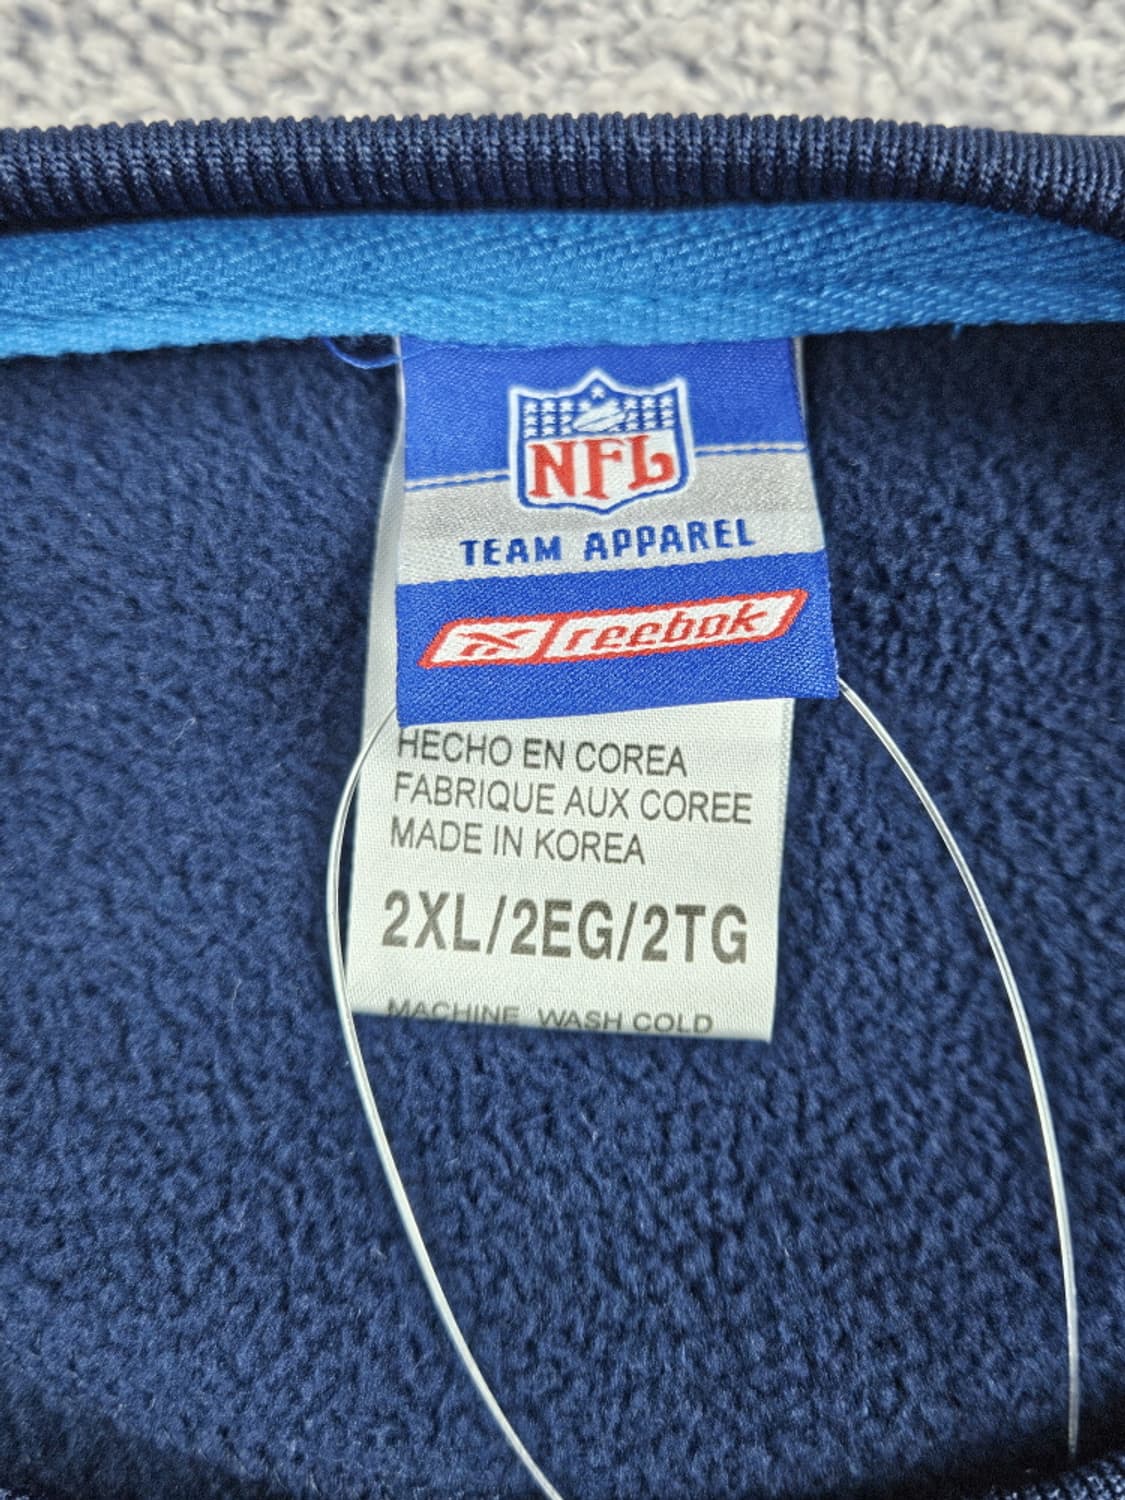 NFL
TEAM APPAREL
reebok
HECHO EN COREA
FABRIQUE AUX COREE
MADE IN KOREA
2XL/2EG/2TG
MACHINE WASH COLD